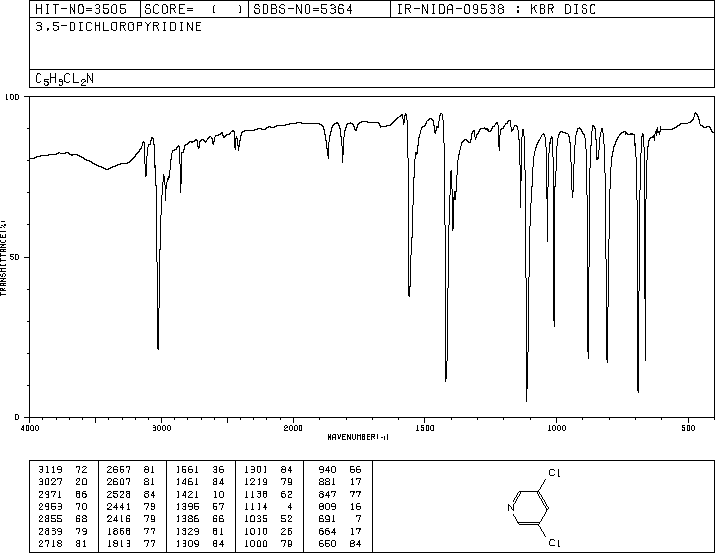 HIT-NO=3505 SCORE= ( ) SDBS-NO=5364 IR-NIDA-09538 : KBR DISC
3,5-DICHLOROPYRIDINE
C5H3CL2N
100
TRANSMITTANCE(%)
50
0
4000 3000 2000 1500 1000 500
WAVENUMBER(-1)
3119 72 2667 81 1561 36 1301 84 940 66
3027 20 2607 81 1461 84 1219 79 881 17
2971 66 2528 84 1421 10 1138 62 847 77
2959 70 2441 79 1396 57 1114 4 809 16
2855 68 2416 79 1386 66 1035 52 691 7
2839 79 1868 77 1329 81 1010 26 664 17
2718 81 1813 77 1309 84 1000 79 650 84
Cl
N
Cl